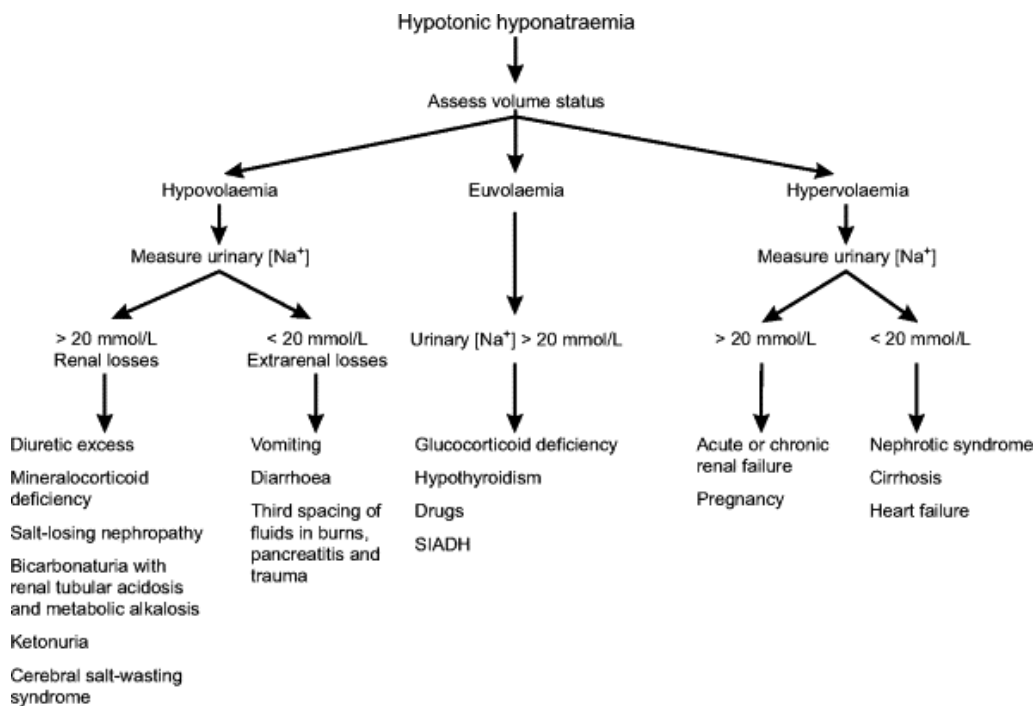 Hypotonic hyponatraemia
Assess volume status
Hypovolaemia
Euvolaemia
Hypervolaemia
Measure urinary [Na⁺]
Measure urinary [Na⁺]
> 20 mmol/L
Renal losses
< 20 mmol/L
Extrarenal losses
Urinary [Na⁺] > 20 mmol/L
> 20 mmol/L
< 20 mmol/L
Diuretic excess
Mineralocorticoid
deficiency
Salt-losing nephropathy
Bicarbonaturia with
renal tubular acidosis
and metabolic alkalosis
Ketonuria
Cerebral salt-wasting
syndrome
Vomiting
Diarrhoea
Third spacing of
fluids in burns,
pancreatitis and
trauma
Glucocorticoid deficiency
Hypothyroidism
Drugs
SIADH
Acute or chronic
renal failure
Pregnancy
Nephrotic syndrome
Cirrhosis
Heart failure